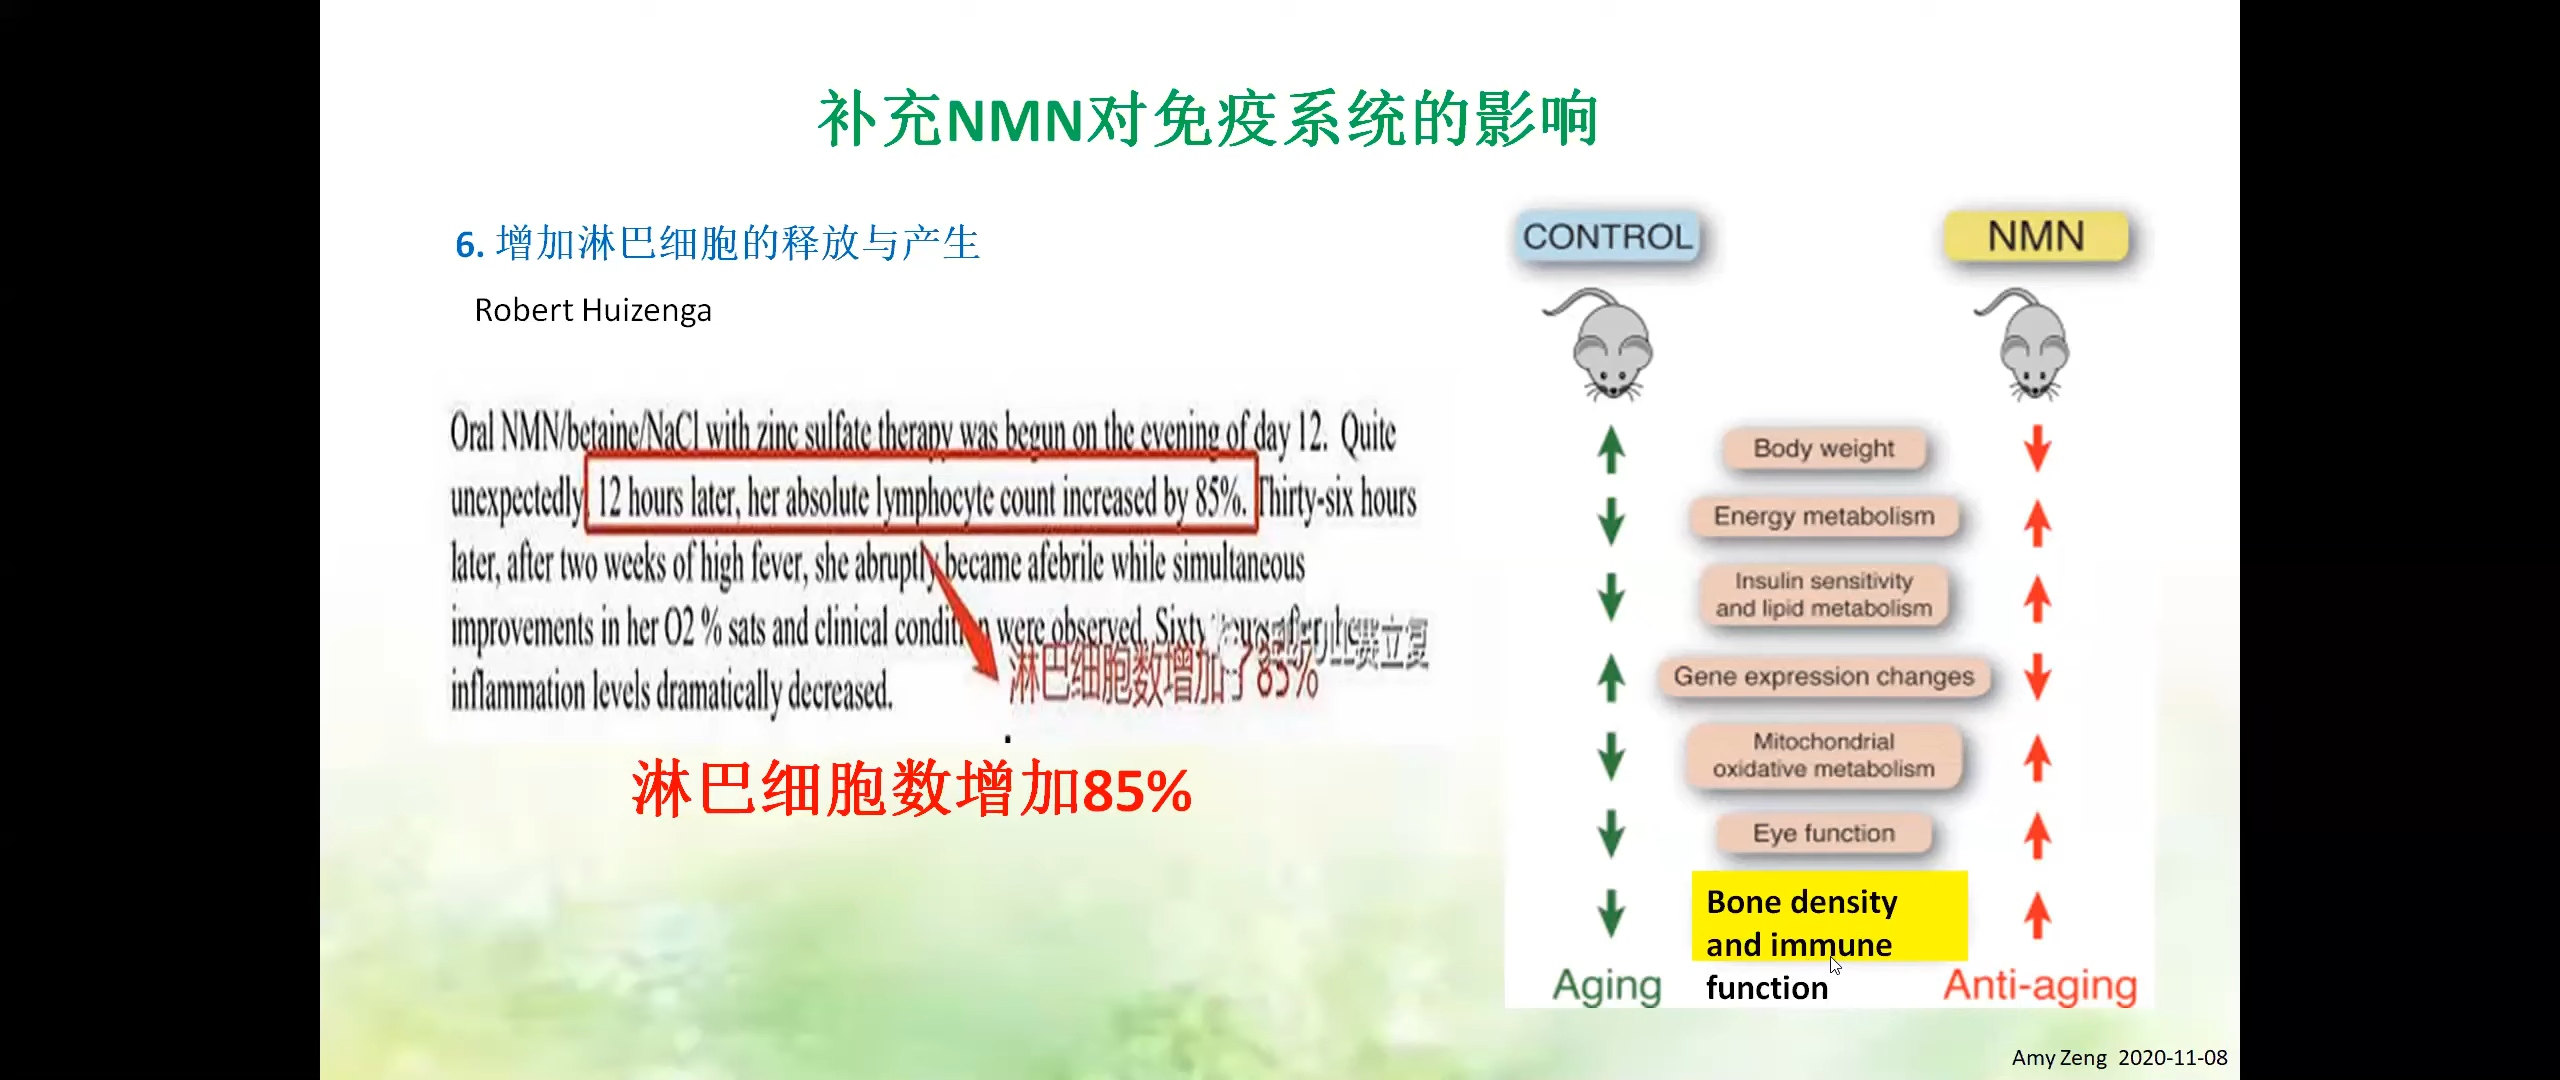 补充NMN对免疫系统的影响
6. 增加淋巴细胞的释放与产生
Robert Huizenga
Oral NMN/betaine/NaCl with zinc sulfate therapy was begun on the evening of day 12. Quite
unexpectedly 12 hours later, her absolute lymphocyte count increased by 85%. Thirty-six hours
later, after two weeks of high fever, she abruptly became afebrile while simultaneous
improvements in her O2 % sats and clinical condition were observed. Sixty
inflammation levels dramatically decreased.
淋巴细胞数增加了85%
淋巴细胞数增加85%
CONTROL
NMN
Body weight
Energy metabolism
Insulin sensitivity
and lipid metabolism
Gene expression changes
Mitochondrial
oxidative metabolism
Eye function
Bone density
and immune
function
Aging
Anti-aging
Amy Zeng 2020-11-08